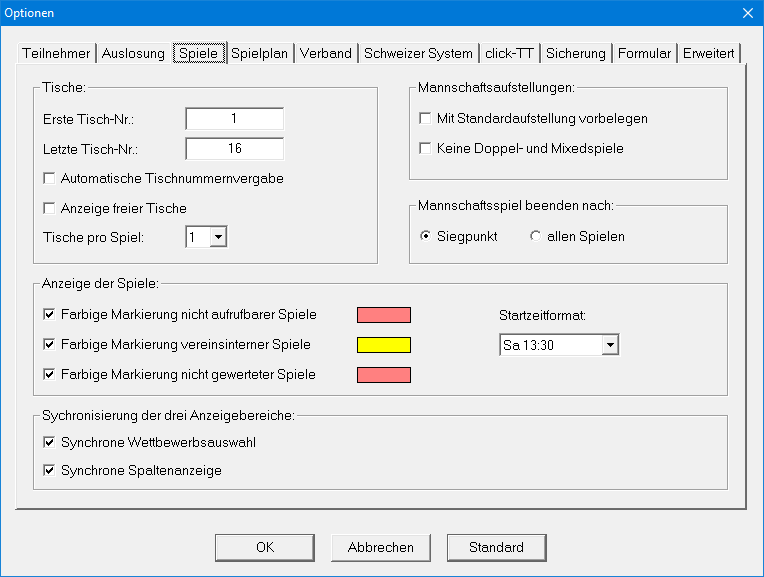 Optionen
Teilnehmer Auslosung Spiele Spielplan Verband Schweizer System click-TT Sicherung Formular Erweitert
Tische:
Erste Tisch-Nr.: 1
Letzte Tisch-Nr.: 16
Automatische Tischnummernvergabe
Anzeige freier Tische
Tische pro Spiel: 1
Mannschaftsaufstellungen:
Mit Standardaufstellung vorbelegen
Keine Doppel- und Mixedspiele
Mannschaftsspiel beenden nach:
Siegpunkt allen Spielen
Anzeige der Spiele:
Farbige Markierung nicht aufrufbarer Spiele
Farbige Markierung vereinsinterner Spiele
Farbige Markierung nicht gewerteter Spiele
Startzeitformat:
Sa 13:30
Sychronisierung der drei Anzeigebereiche:
Synchrone Wettbewerbsauswahl
Synchrone Spaltenanzeige
OK Abbrechen Standard